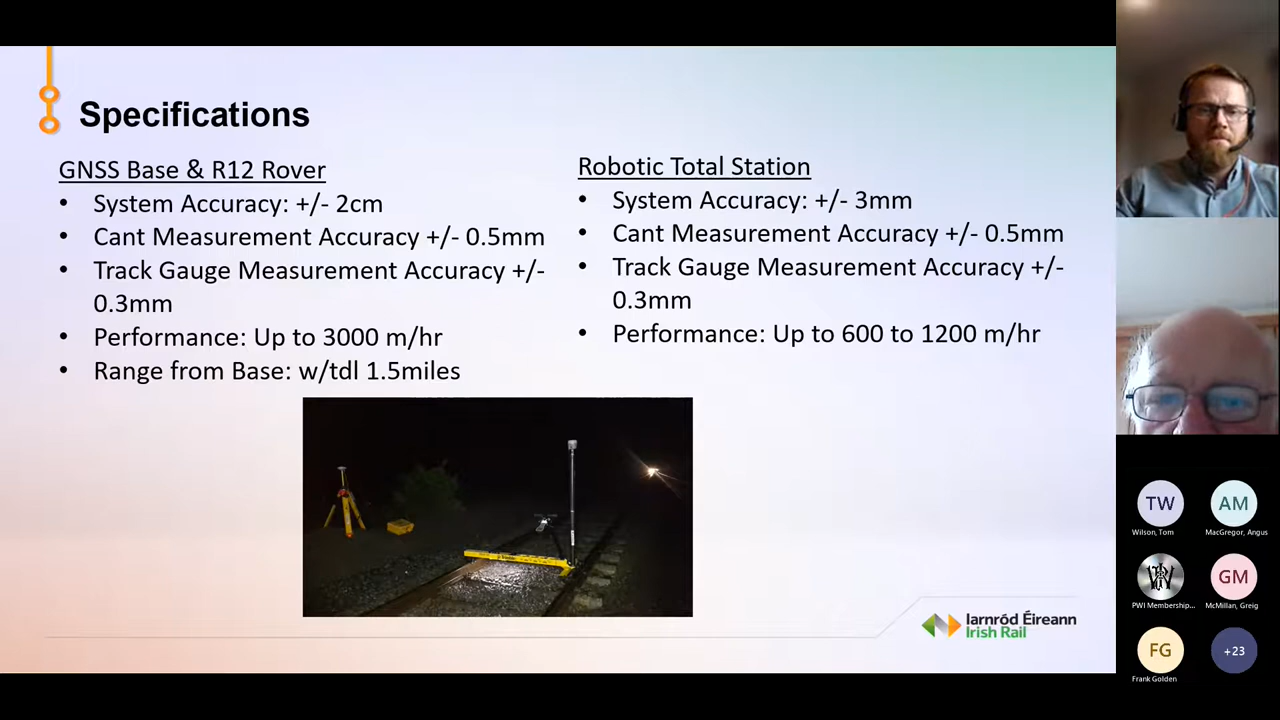 Specifications
GNSS Base & R12 Rover
• System Accuracy: +/- 2cm
• Cant Measurement Accuracy +/- 0.5mm
• Track Gauge Measurement Accuracy +/-
0.3mm
• Performance: Up to 3000 m/hr
• Range from Base: w/tdl 1.5miles
Robotic Total Station
• System Accuracy: +/- 3mm
• Cant Measurement Accuracy +/- 0.5mm
• Track Gauge Measurement Accuracy +/-
0.3mm
• Performance: Up to 600 to 1200 m/hr
Iarnród Éireann
Irish Rail
TW
Wilson, Tom
AM
MacGregor, Angus
PWI Membership...
GM
McMillan, Greig
FG
Frank Golden
+23